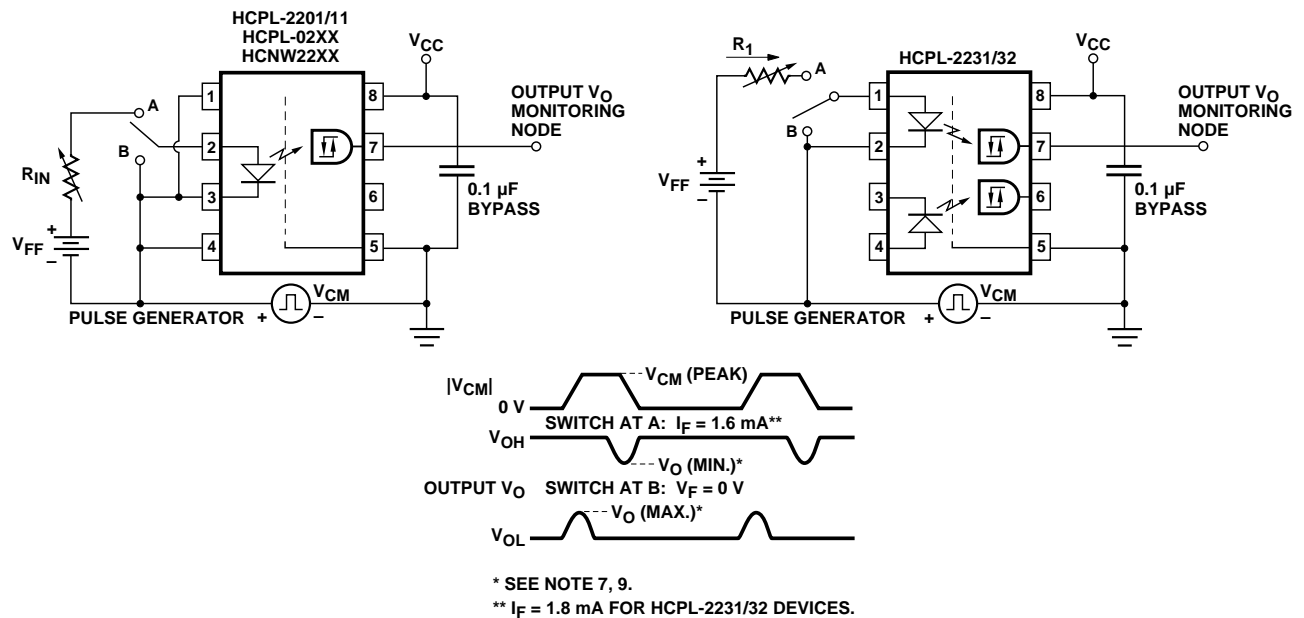 HCPL-2201/11
HCPL-02XX
HCNW22XX
VCC
A
B
RIN
VFF
+
–
1
2
3
4
8
7
6
5
OUTPUT VO
MONITORING
NODE
0.1 µF
BYPASS
VCM
PULSE GENERATOR + –
R1
A
B
HCPL-2231/32
VCC
VFF
+
–
1
2
3
4
8
7
6
5
OUTPUT VO
MONITORING
NODE
0.1 µF
BYPASS
VCM
PULSE GENERATOR + –
|VCM|
VCM (PEAK)
0 V
SWITCH AT A: IF = 1.6 mA**
VOH
VO (MIN.)*
OUTPUT VO SWITCH AT B: VF = 0 V
VO (MAX.)*
VOL
* SEE NOTE 7, 9.
** IF = 1.8 mA FOR HCPL-2231/32 DEVICES.